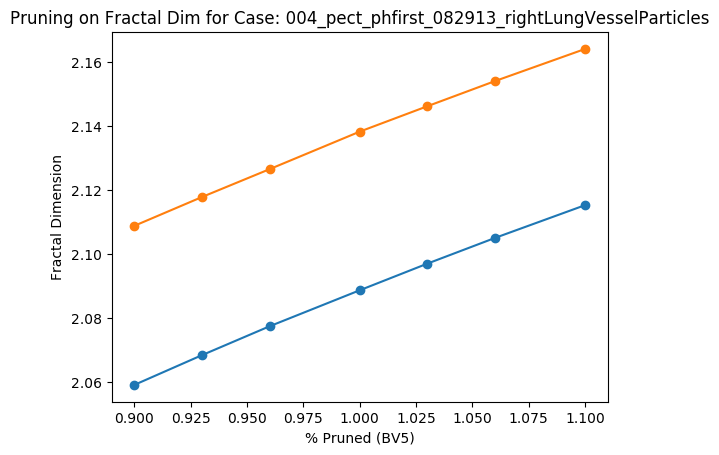 Pruning on Fractal Dim for Case: 004_pect_phfirst_082913_rightLungVesselParticles
2.16
2.14
2.12
2.10
2.08
2.06
Fractal Dimension
0.900 0.925 0.950 0.975 1.000 1.025 1.050 1.075 1.100
% Pruned (BV5)